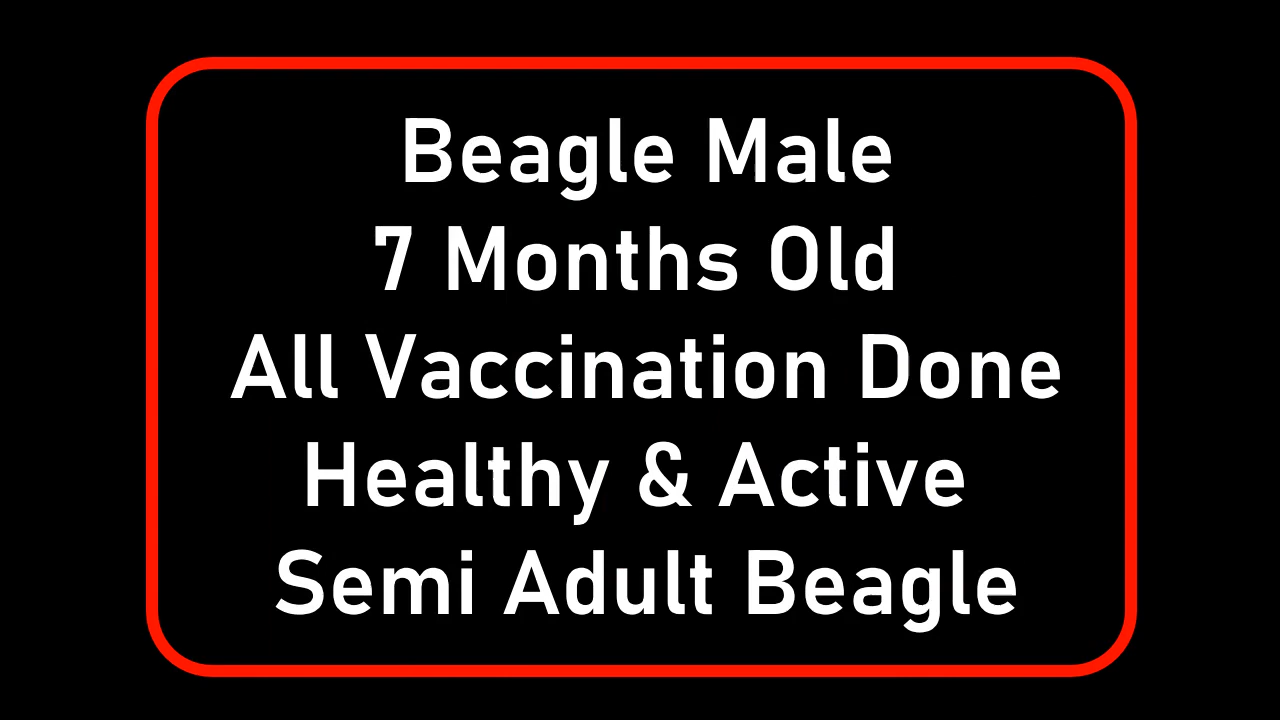 Beagle Male
7 Months Old
All Vaccination Done
Healthy & Active
Semi Adult Beagle